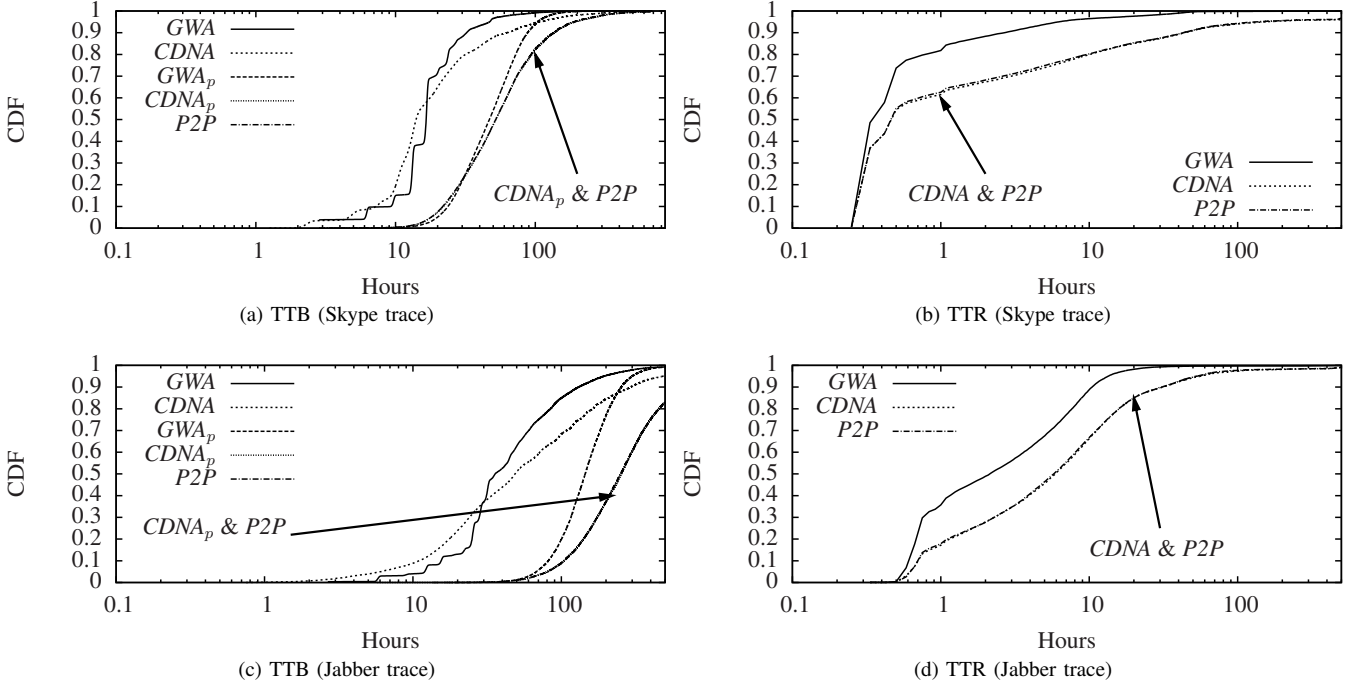 1
0.9
0.8
0.7
0.6
0.5
0.4
0.3
0.2
0.1
0
CDF
GWA
CDNA
GWA_p
CDNA_p
P2P
CDNA_p & P2P
0.1 1 10 100
Hours
(a) TTB (Skype trace)
1
0.9
0.8
0.7
0.6
0.5
0.4
0.3
0.2
0.1
0
CDF
CDNA & P2P
GWA
CDNA
P2P
0.1 1 10 100
Hours
(b) TTR (Skype trace)
1
0.9
0.8
0.7
0.6
0.5
0.4
0.3
0.2
0.1
0
CDF
GWA
CDNA
GWA_p
CDNA_p
P2P
CDNA_p & P2P
0.1 1 10 100
Hours
(c) TTB (Jabber trace)
1
0.9
0.8
0.7
0.6
0.5
0.4
0.3
0.2
0.1
0
CDF
GWA
CDNA
P2P
CDNA & P2P
0.1 1 10 100
Hours
(d) TTR (Jabber trace)